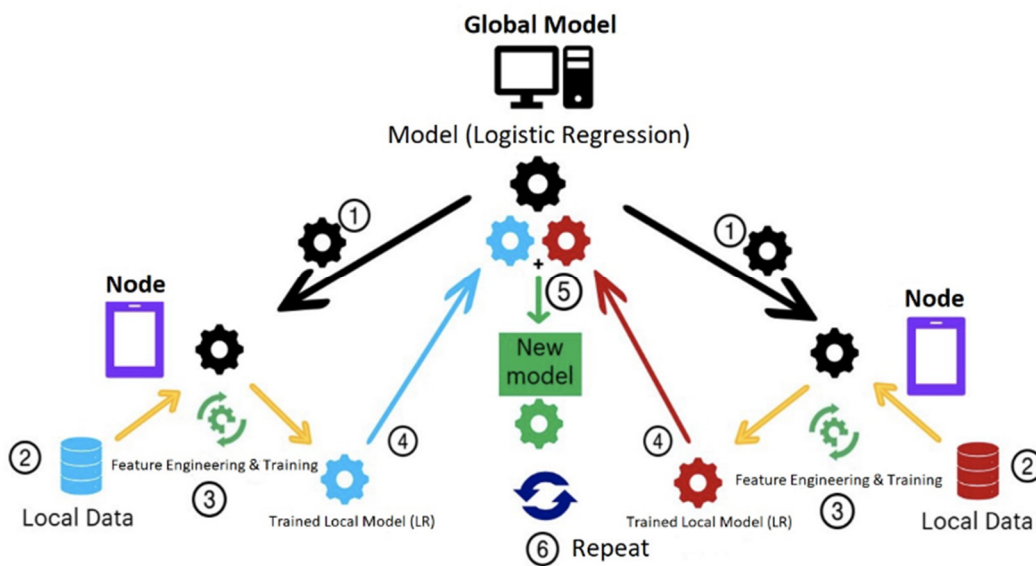 Global Model
Model (Logistic Regression)
1
1
Node
Node
+
5
New
model
2
Local Data
Feature Engineering & Training
3
4
Trained Local Model (LR)
4
Trained Local Model (LR)
Feature Engineering & Training
3
2
Local Data
6 Repeat